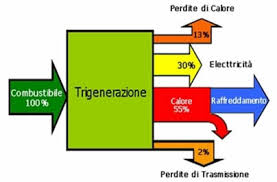 Perdite di Calore
13%
30%
Electtricità
Combustibile
100%
Trigenerazione
Calore
55%
Raffreddamento
2%
Perdite di Trasmissione